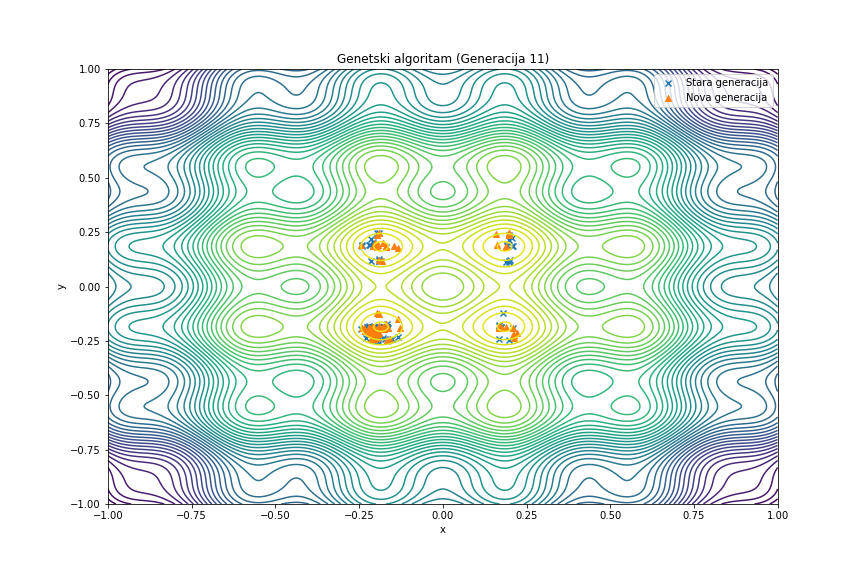 Genetski algoritam (Generacija 11)
Stara generacija
Nova generacija
1.00
0.75
0.50
0.25
0.00
−0.25
−0.50
−0.75
−1.00
y
−1.00 −0.75 −0.50 −0.25 0.00 0.25 0.50 0.75 1.00
x